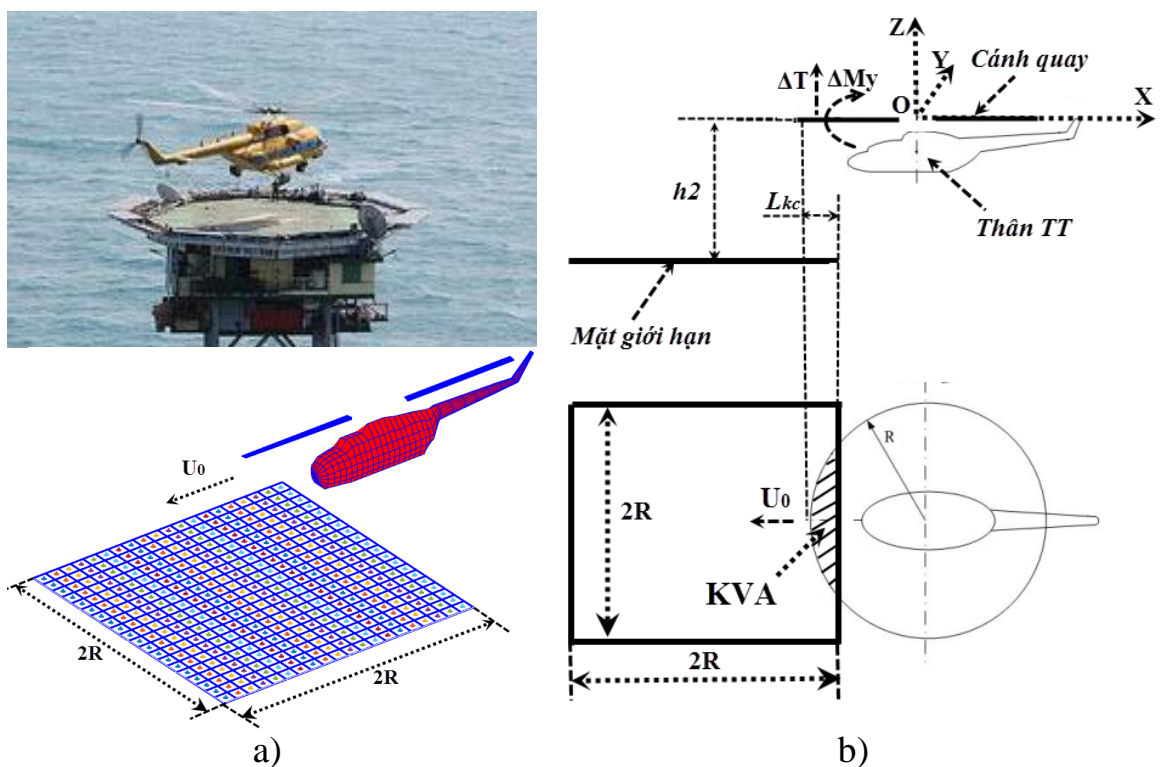 U₀
2R
2R
a)
Z
Y
Cánh quay
ΔT
ΔMy
O
X
h2
Lkc
Thân TT
Mặt giới hạn
R
2R
U₀
KVA
2R
b)